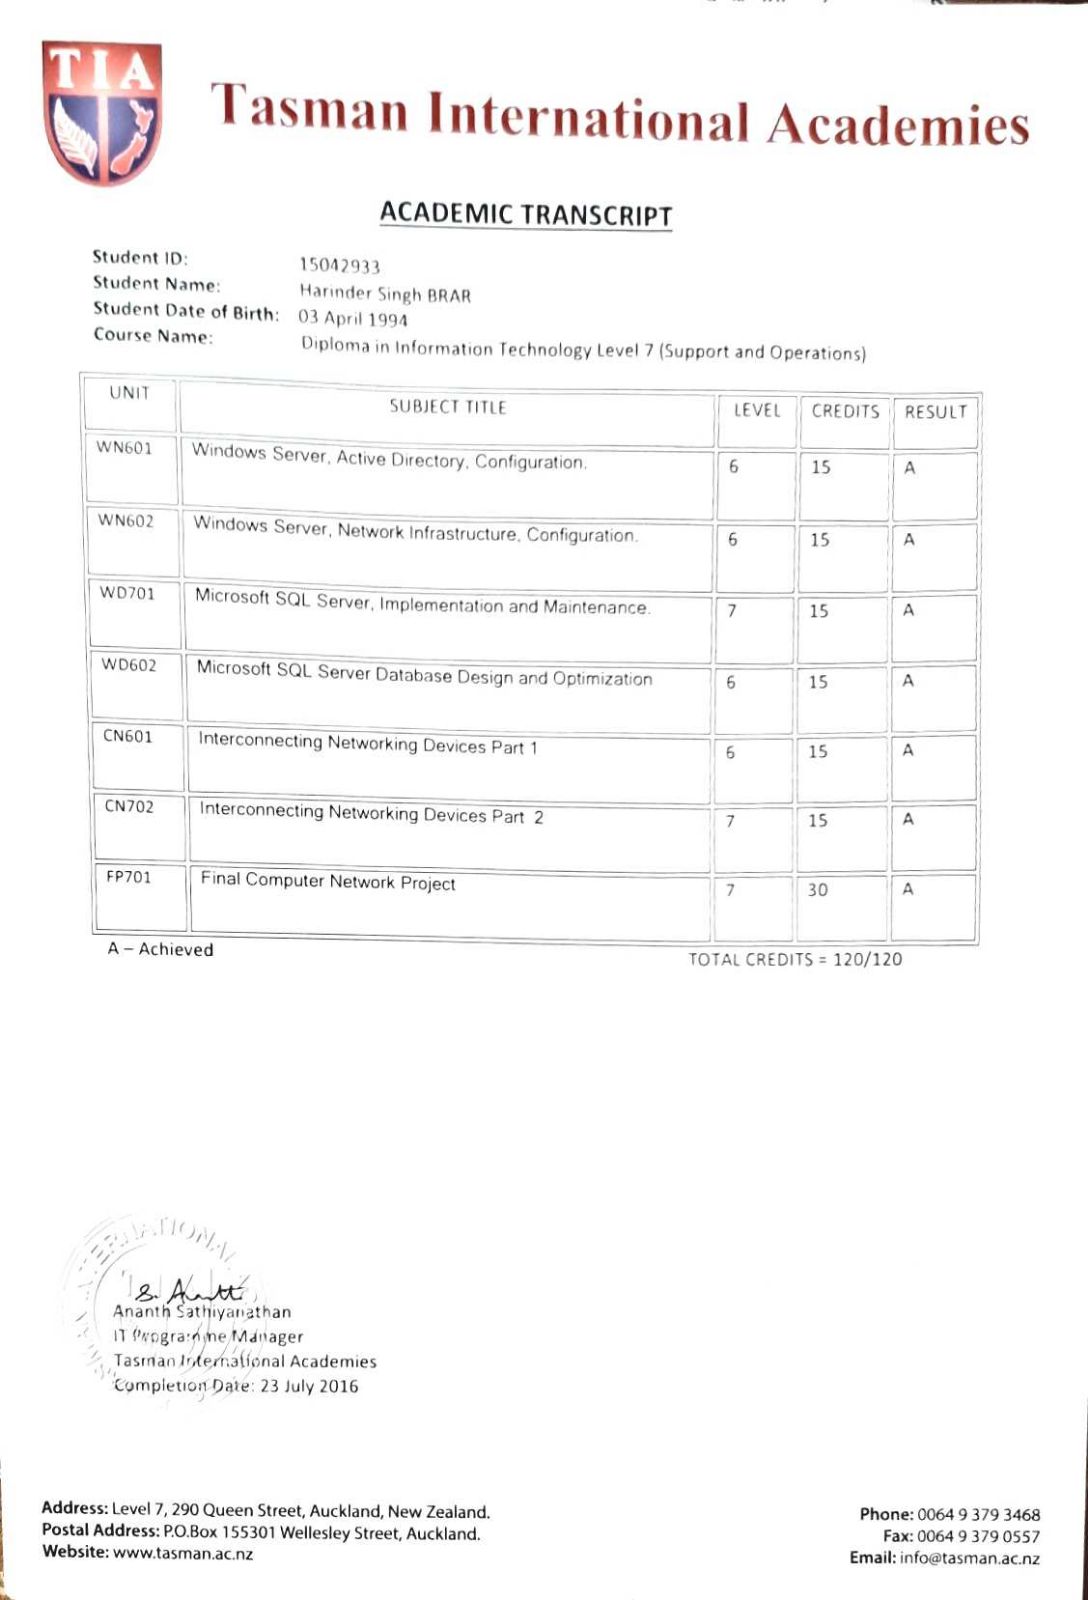 TIA
Tasman International Academies
ACADEMIC TRANSCRIPT
Student ID: 15042933
Student Name: Harinder Singh BRAR
Student Date of Birth: 03 April 1994
Course Name: Diploma in Information Technology Level 7 (Support and Operations)
UNIT SUBJECT TITLE LEVEL CREDITS RESULT
WN601 Windows Server, Active Directory, Configuration. 6 15 A
WN602 Windows Server, Network Infrastructure, Configuration. 6 15 A
WD701 Microsoft SQL Server, Implementation and Maintenance. 7 15 A
WD602 Microsoft SQL Server Database Design and Optimization 6 15 A
CN601 Interconnecting Networking Devices Part 1 6 15 A
CN702 Interconnecting Networking Devices Part 2 7 15 A
FP701 Final Computer Network Project 7 30 A
A – Achieved TOTAL CREDITS = 120/120
Ananth Sathiyanathan
IT Programme Manager
Tasman International Academies
Completion Date: 23 July 2016
Address: Level 7, 290 Queen Street, Auckland, New Zealand.
Postal Address: P.O.Box 155301 Wellesley Street, Auckland.
Website: www.tasman.ac.nz
Phone: 0064 9 379 3468
Fax: 0064 9 379 0557
Email: info@tasman.ac.nz